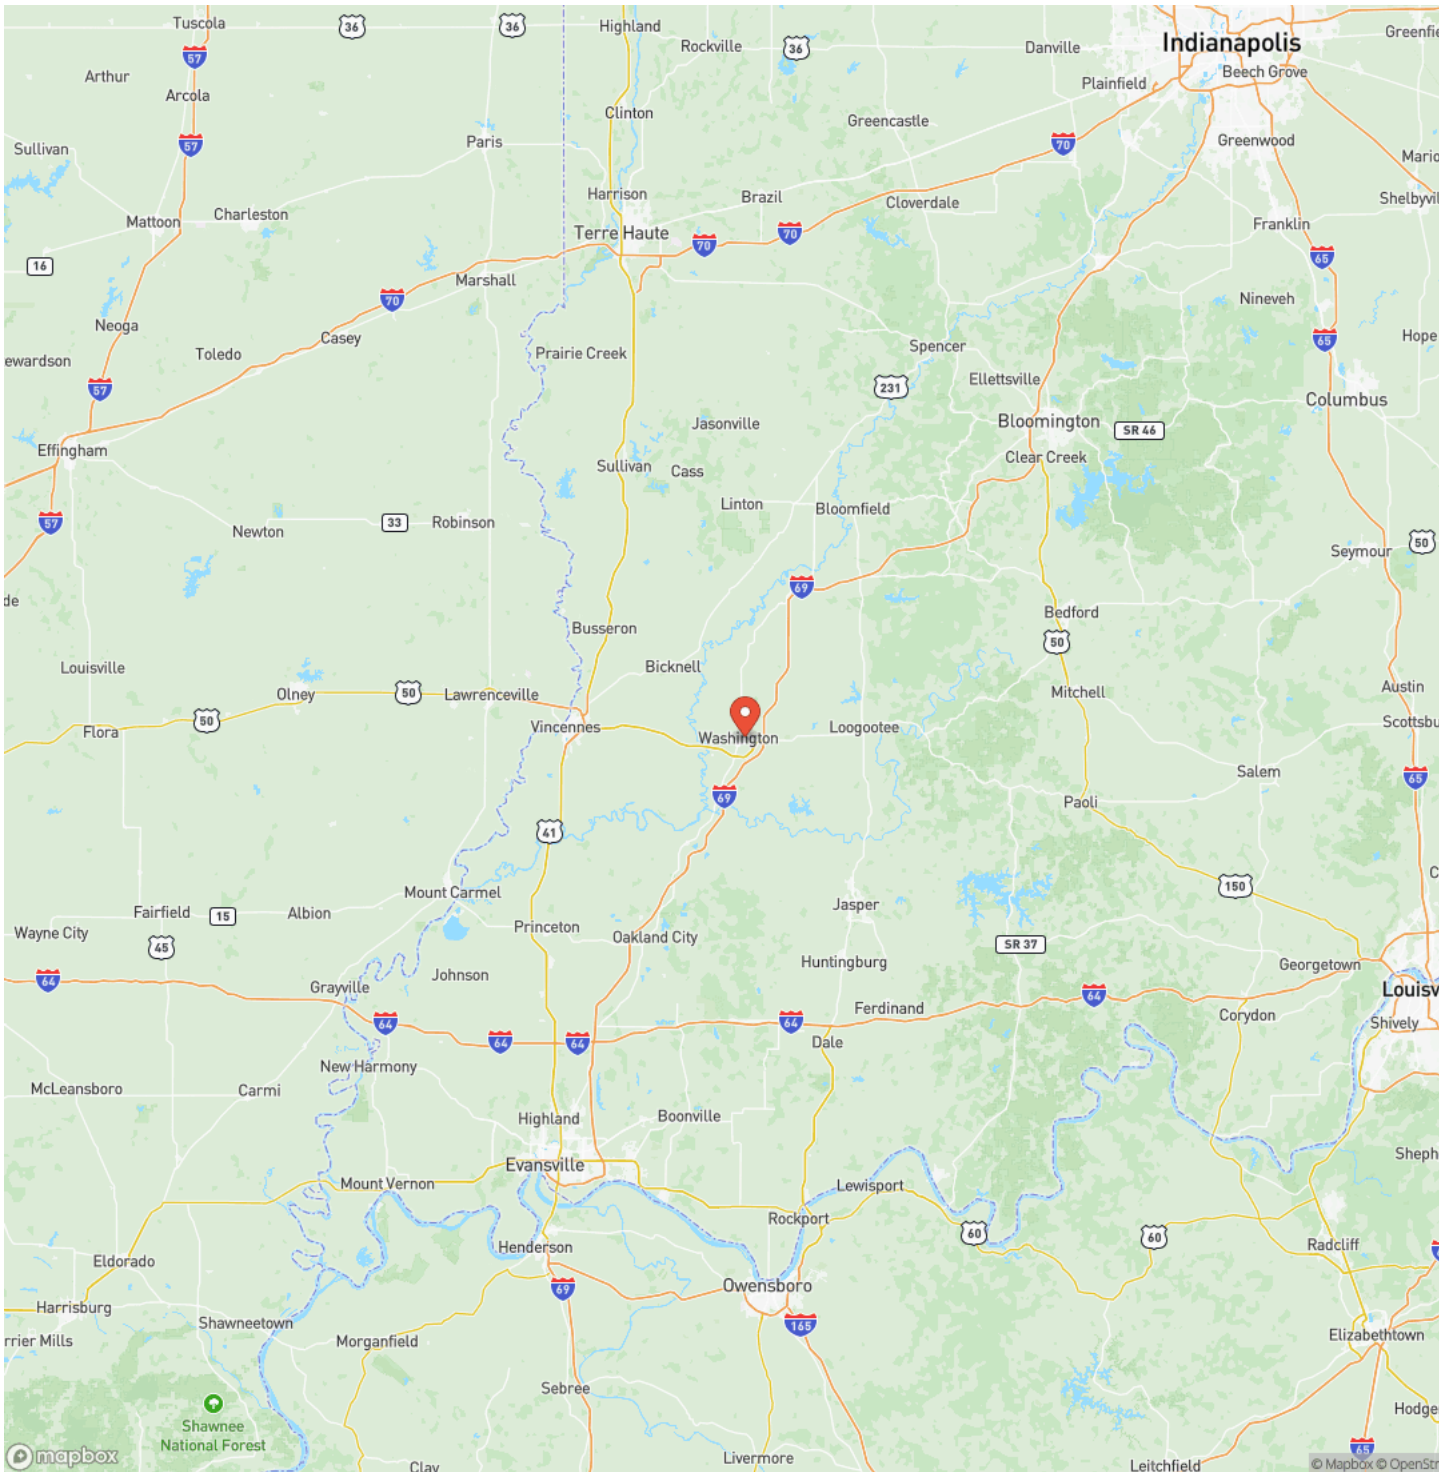 Tuscola
36
36
Highland
Rockville
36
Danville
Indianapolis
Greenfie
57
Arthur
Arcola
Plainfield
Beech Grove
Clinton
Greencastle
57
Sullivan
Paris
70
Greenwood
Mario
Harrison
Brazil
Cloverdale
Shelbyvil
Mattoon
Charleston
Terre Haute
70
70
Franklin
16
65
Marshall
70
Nineveh
Neoga
Casey
Hope
65
ewardson
Toledo
Prairie Creek
Spencer
57
231
Ellettsville
Columbus
Jasonville
Bloomington
SR 46
Effingham
Sullivan
Cass
Clear Creek
57
Newton
33
Robinson
Linton
Bloomfield
Seymour
50
69
de
Busseron
Bedford
50
Louisville
Bicknell
Olney
50
Lawrenceville
Mitchell
Austin
50
Flora
Vincennes
Washington
Loogootee
Scottsbu
Salem
65
69
Paoli
41
C
Mount Carmel
150
Fairfield
15
Albion
Jasper
Wayne City
45
Princeton
Oakland City
SR 37
Johnson
Huntingburg
Georgetown
64
Grayville
Ferdinand
64
Louisv
64
64
64
64
Dale
Corydon
Shively
New Harmony
McLeansboro
Carmi
Highland
Boonville
Evansville
Sheph
Mount Vernon
Lewisport
Rockport
60
60
Henderson
Radcliff
Eldorado
69
Owensboro
Harrisburg
Shawneetown
165
rrier Mills
Morganfield
Elizabethtown
Sebree
Shawnee
National Forest
Hodge
65
mapbox
Clay
Livermore
Leitchfield
© Mapbox © OpenStr